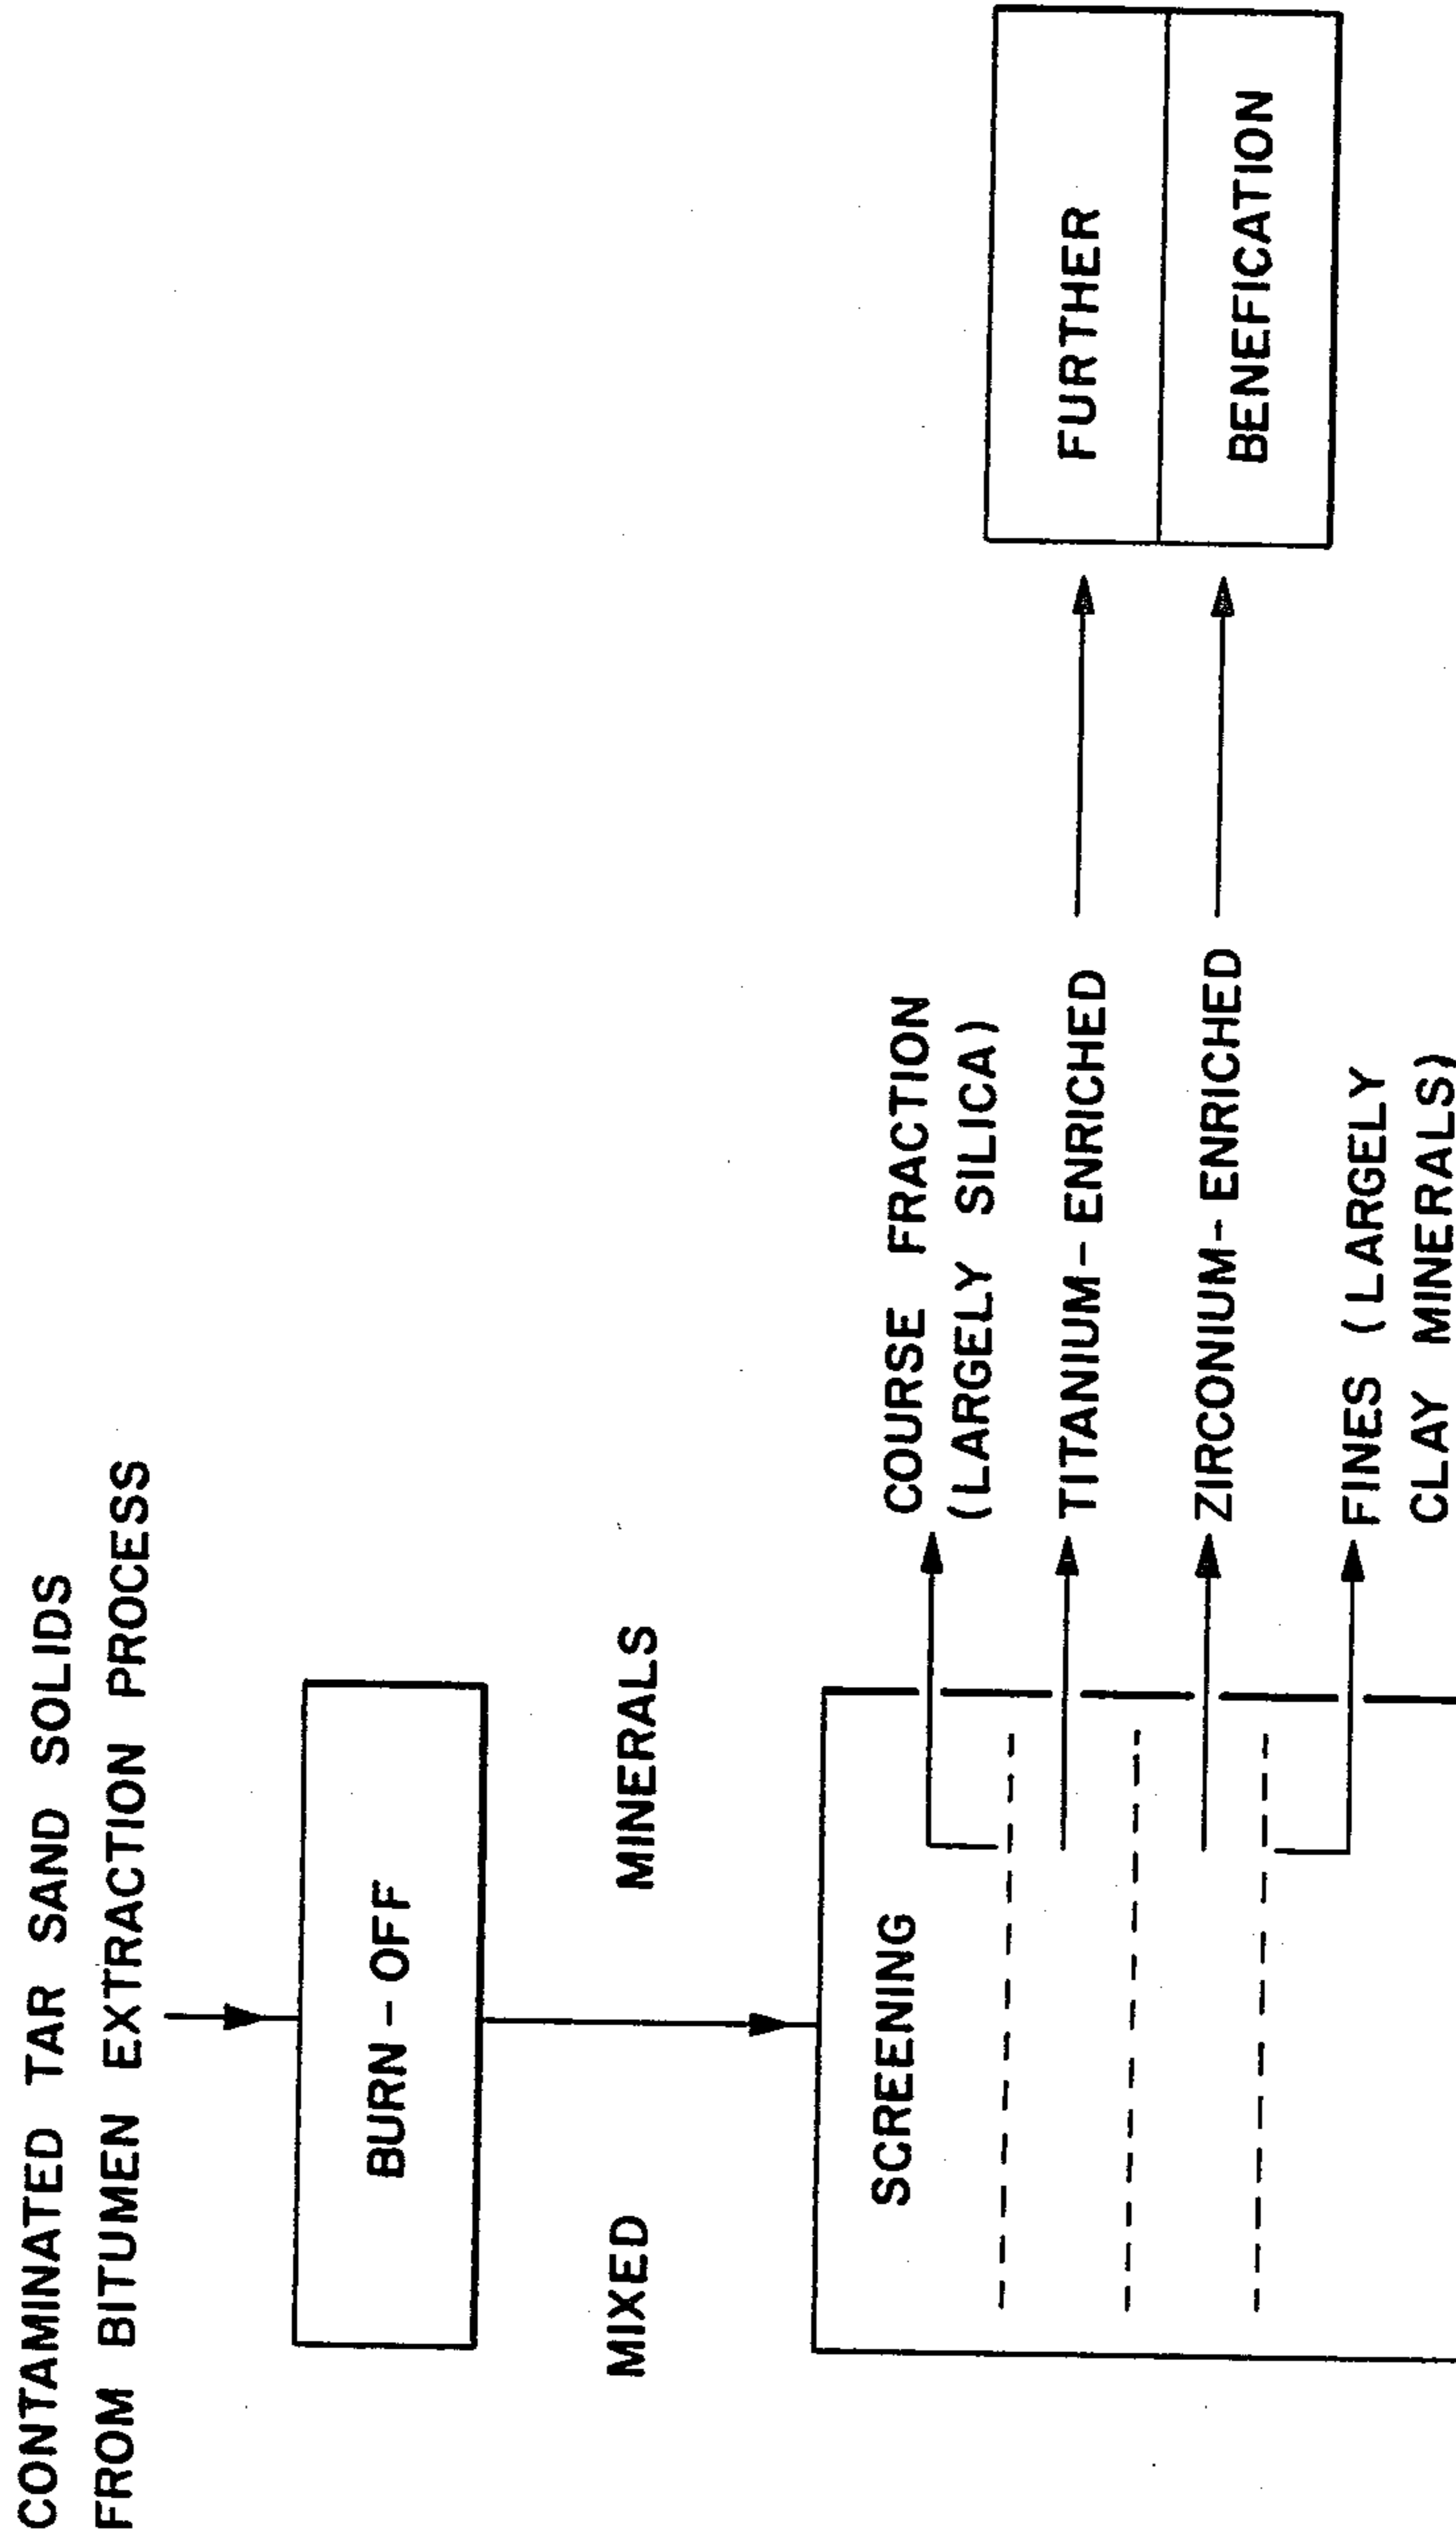 CONTAMINATED TAR SAND SOLIDS
FROM BITUMEN EXTRACTION PROCESS
BURN-OFF
MIXED MINERALS
SCREENING
COURSE FRACTION
(LARGELY SILICA)
TITANIUM-ENRICHED
ZIRCONIUM-ENRICHED
FINES (LARGELY
CLAY MINERALS)
FURTHER
BENEFICATION